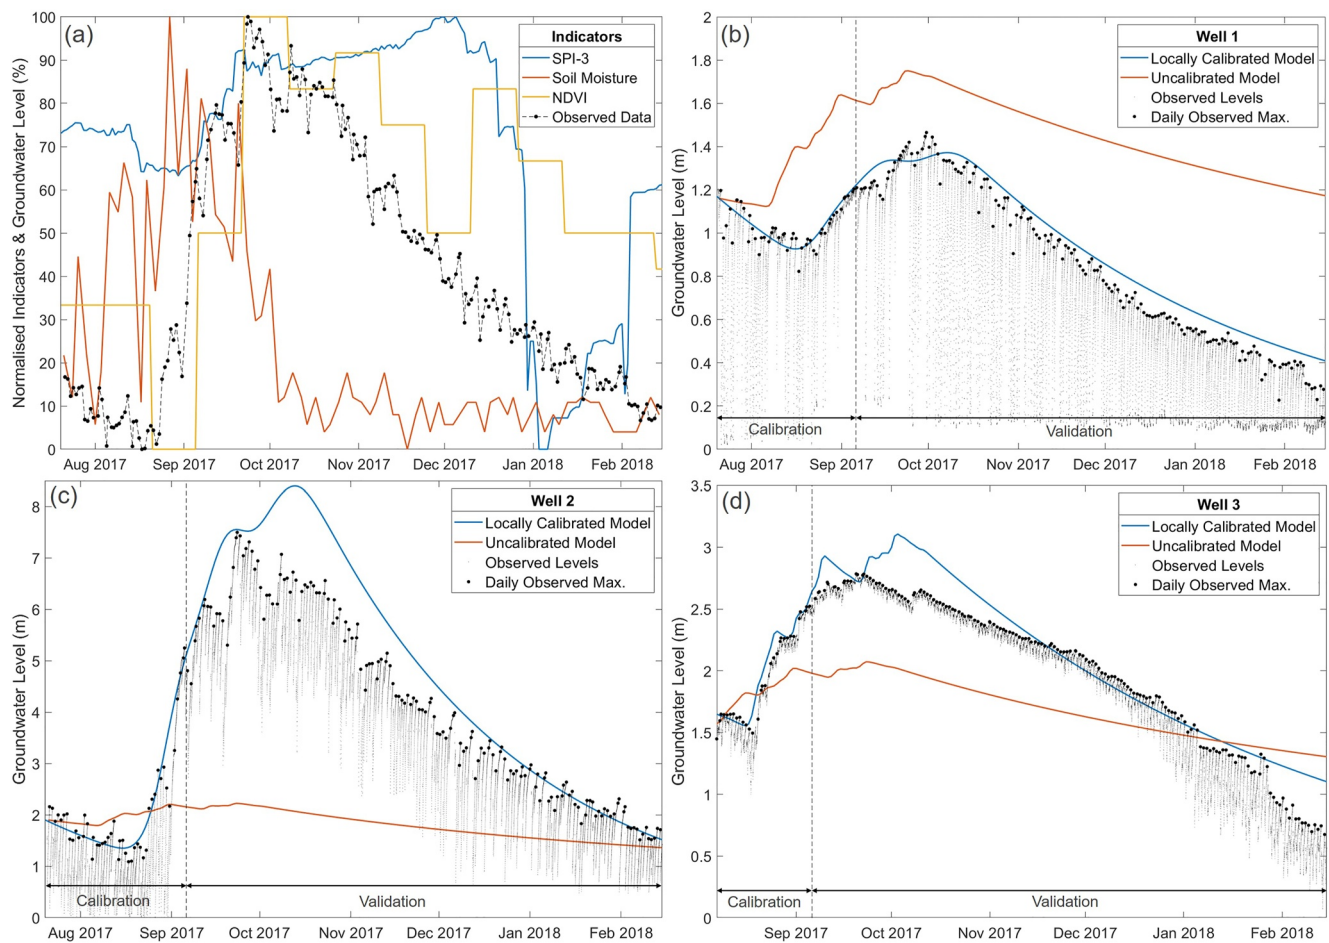 (a)
Indicators
SPI-3
Soil Moisture
NDVI
Observed Data
Normalised Indicators & Groundwater Level (%)
100
90
80
70
60
50
40
30
20
10
0
Aug 2017 Sep 2017 Oct 2017 Nov 2017 Dec 2017 Jan 2018 Feb 2018
(b)
Well 1
Locally Calibrated Model
Uncalibrated Model
Observed Levels
Daily Observed Max.
Groundwater Level (m)
2
1.8
1.6
1.4
1.2
1
0.8
0.6
0.4
0.2
0
Calibration Validation
Aug 2017 Sep 2017 Oct 2017 Nov 2017 Dec 2017 Jan 2018 Feb 2018
(c)
Well 2
Locally Calibrated Model
Uncalibrated Model
Observed Levels
Daily Observed Max.
Groundwater Level (m)
8
7
6
5
4
3
2
1
0
Calibration Validation
Aug 2017 Sep 2017 Oct 2017 Nov 2017 Dec 2017 Jan 2018 Feb 2018
(d)
Well 3
Locally Calibrated Model
Uncalibrated Model
Observed Levels
Daily Observed Max.
Groundwater Level (m)
3.5
3
2.5
2
1.5
1
0.5
0
Calibration Validation
Sep 2017 Oct 2017 Nov 2017 Dec 2017 Jan 2018 Feb 2018